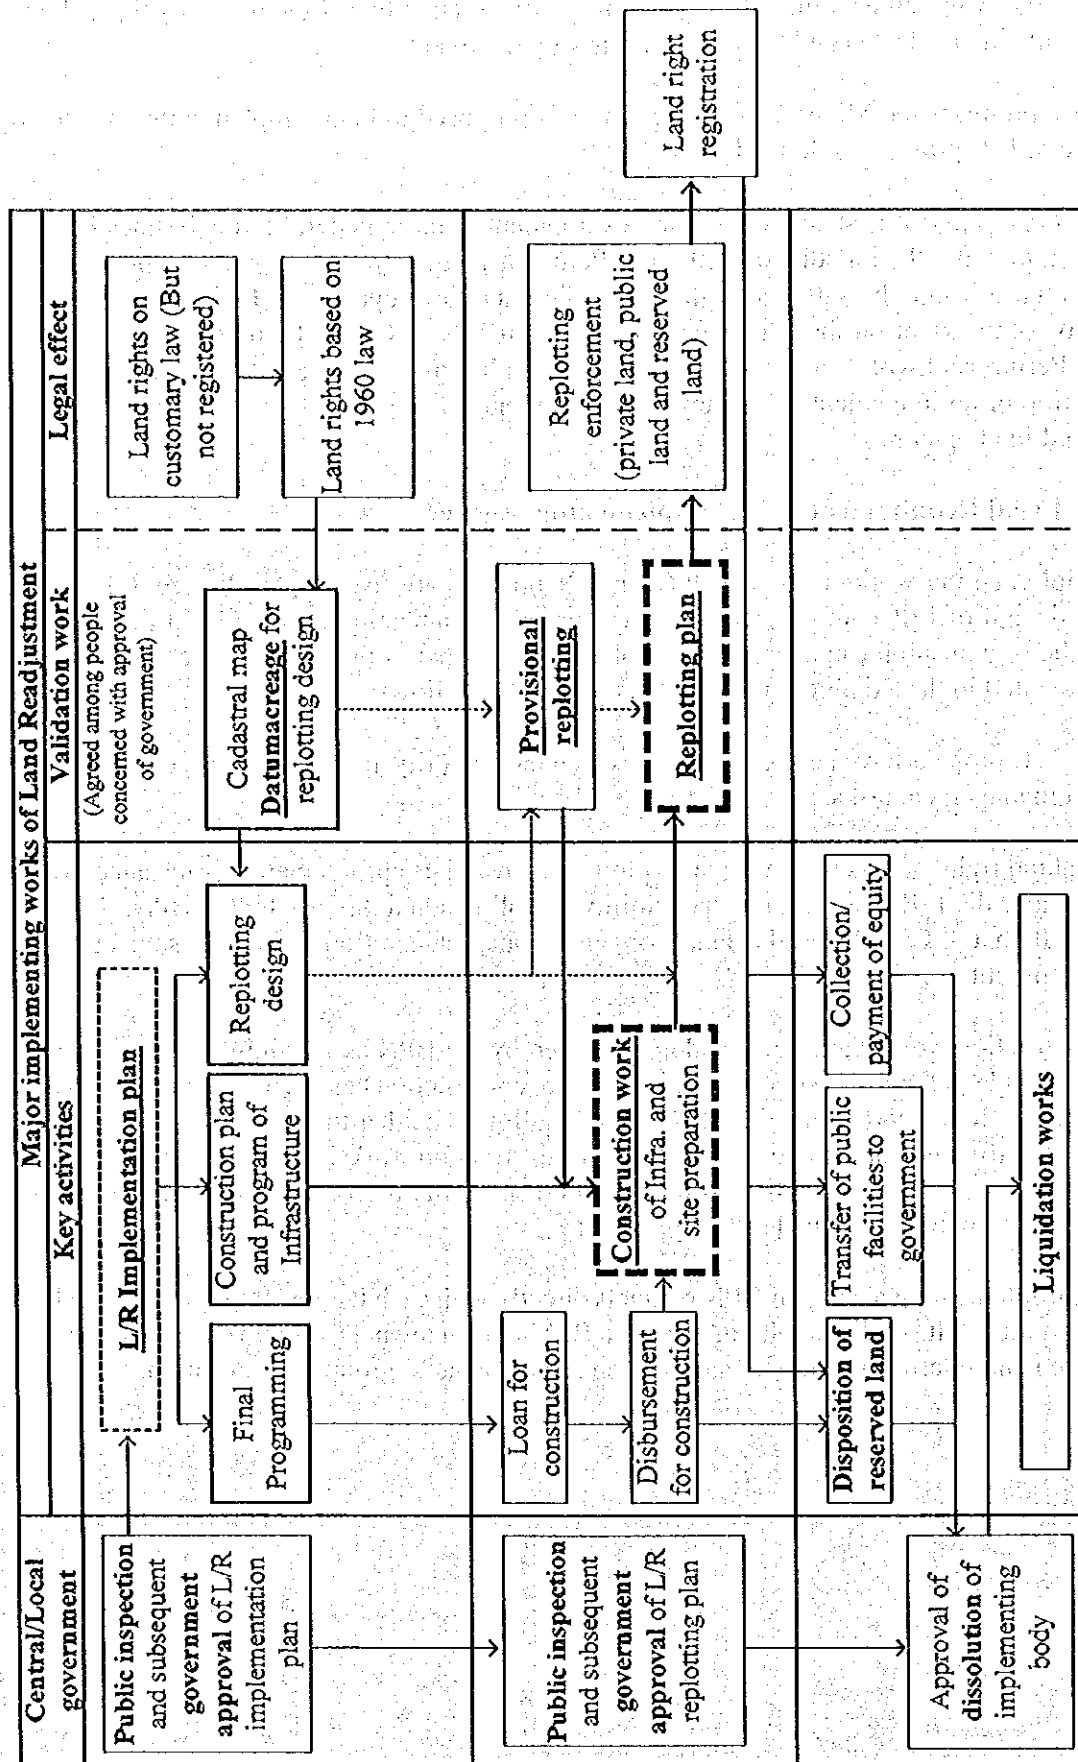 Major implementing works of Land Readjustment
Central/Local
government
Key activities
Validation work
Legal effect
Public inspection
and subsequent
government
approval of L/R
implementation
plan
L/R Implementation plan
Final
Programming
Construction plan
and program of
Infrastructure
Replotting
design
(Agreed among people
concerned with approval
of government)
Cadastral map
Datumacreage for
replotting design
Land rights on
customary law (But
not registered)
Land rights based on
1960 law
Public inspection
and subsequent
government
approval of L/R
replotting plan
Loan for
construction
Disbursement
for construction
Construction work
of Infra. and
site preparation
Provisional
replotting
Replotting plan
Replotting
enforcement
(private land, public
land and reserved
land)
Land right
registration
Approval of
dissolution of
implementing
body
Disposition of
reserved land
Transfer of public
facilities to
government
Collection/
payment of equity
Liquidation works